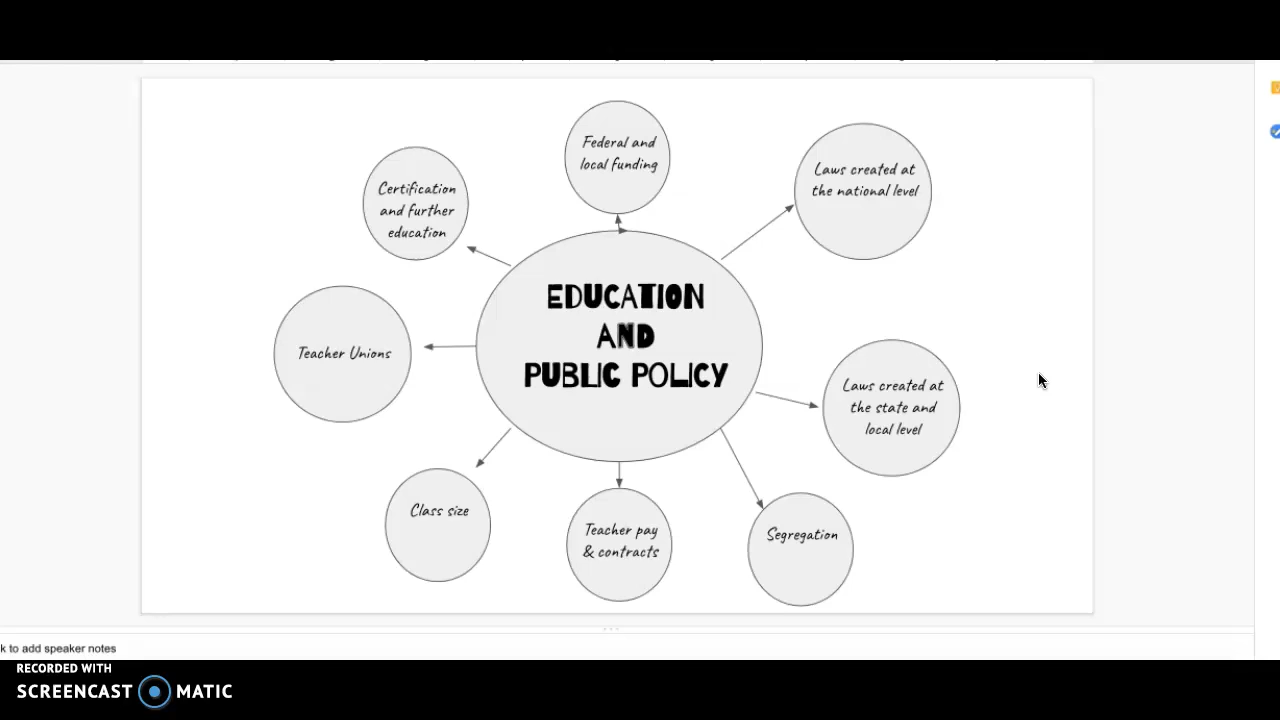 Federal and
local funding
Laws created at
the national level
Certification
and further
education
EDUCATION
AND
PUBLIC POLICY
Teacher Unions
Laws created at
the state and
local level
Class size
Teacher pay
& contracts
Segregation
k to add speaker notes
RECORDED WITH
SCREENCAST MATIC